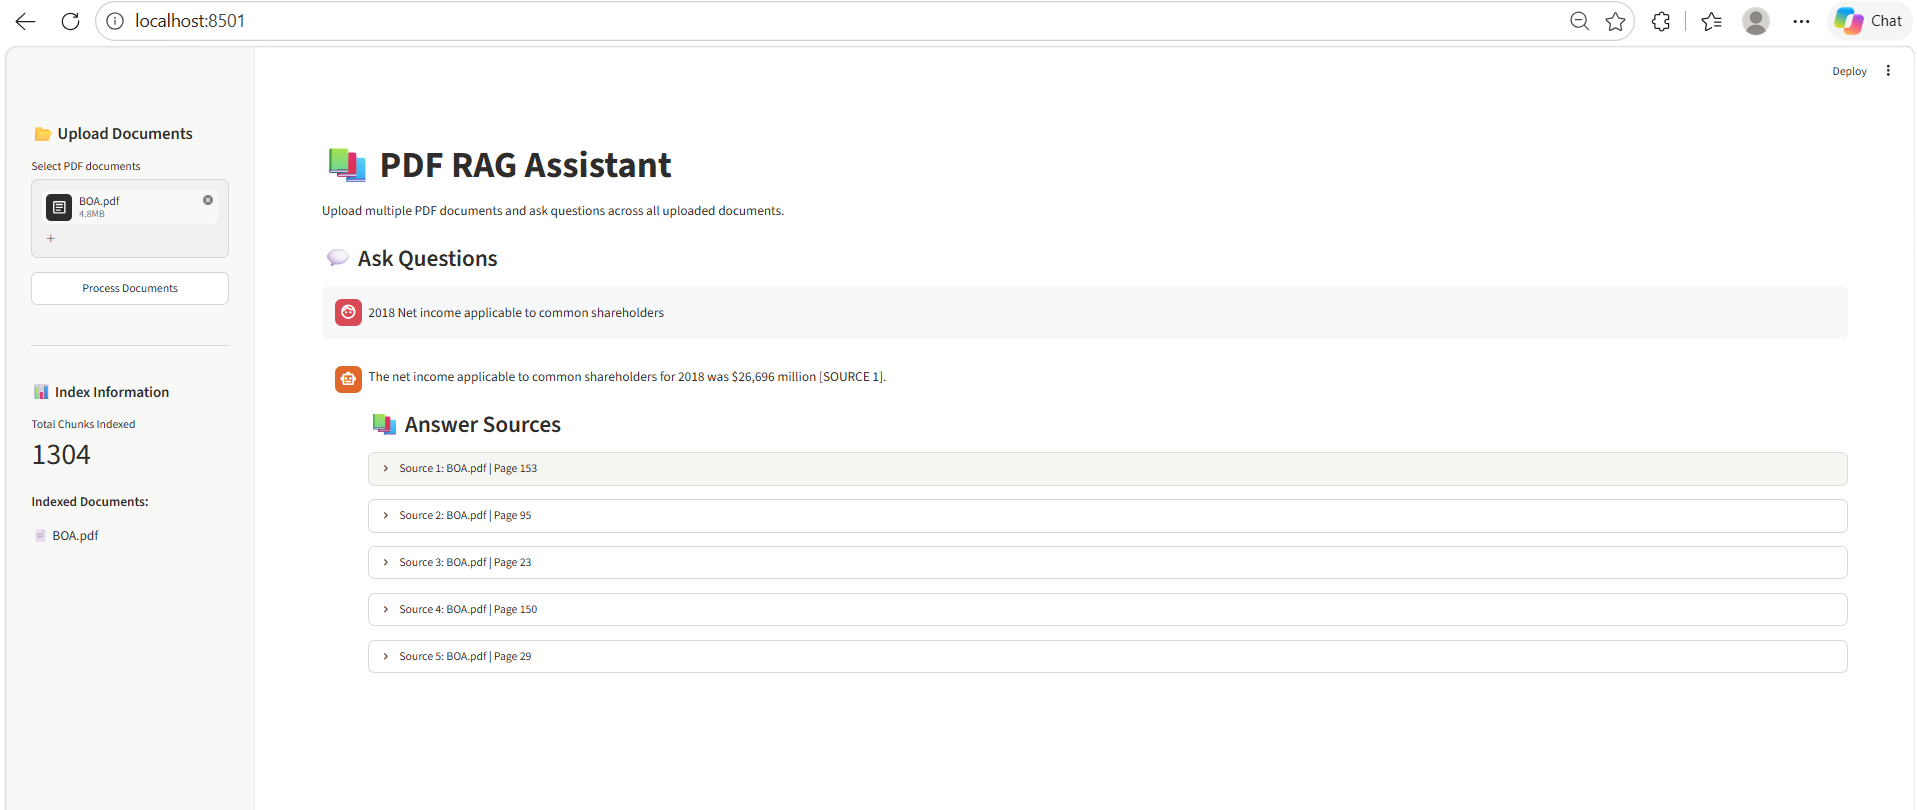 localhost:8501
Chat
Deploy
Upload Documents
Select PDF documents
BOA.pdf
4.8MB
+
Process Documents
Index Information
Total Chunks Indexed
1304
Indexed Documents:
BOA.pdf
PDF RAG Assistant
Upload multiple PDF documents and ask questions across all uploaded documents.
Ask Questions
2018 Net income applicable to common shareholders
The net income applicable to common shareholders for 2018 was $26,696 million [SOURCE 1].
Answer Sources
Source 1: BOA.pdf | Page 153
Source 2: BOA.pdf | Page 95
Source 3: BOA.pdf | Page 23
Source 4: BOA.pdf | Page 150
Source 5: BOA.pdf | Page 29